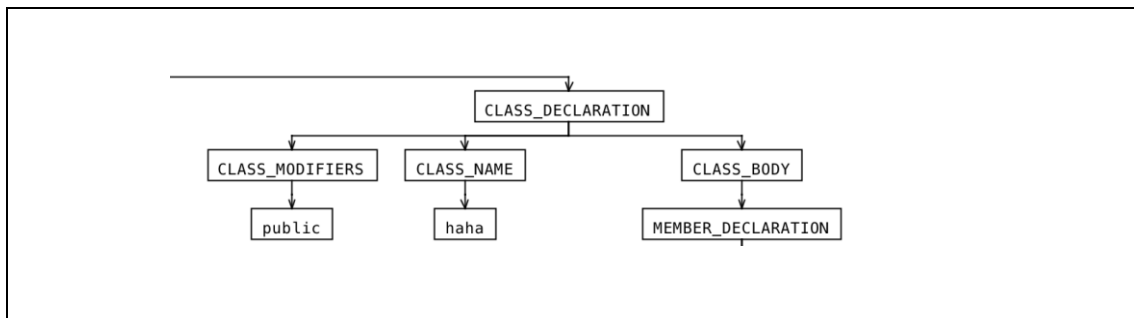 CLASS_DECLARATION
CLASS_MODIFIERS CLASS_NAME CLASS_BODY
public haha MEMBER_DECLARATION